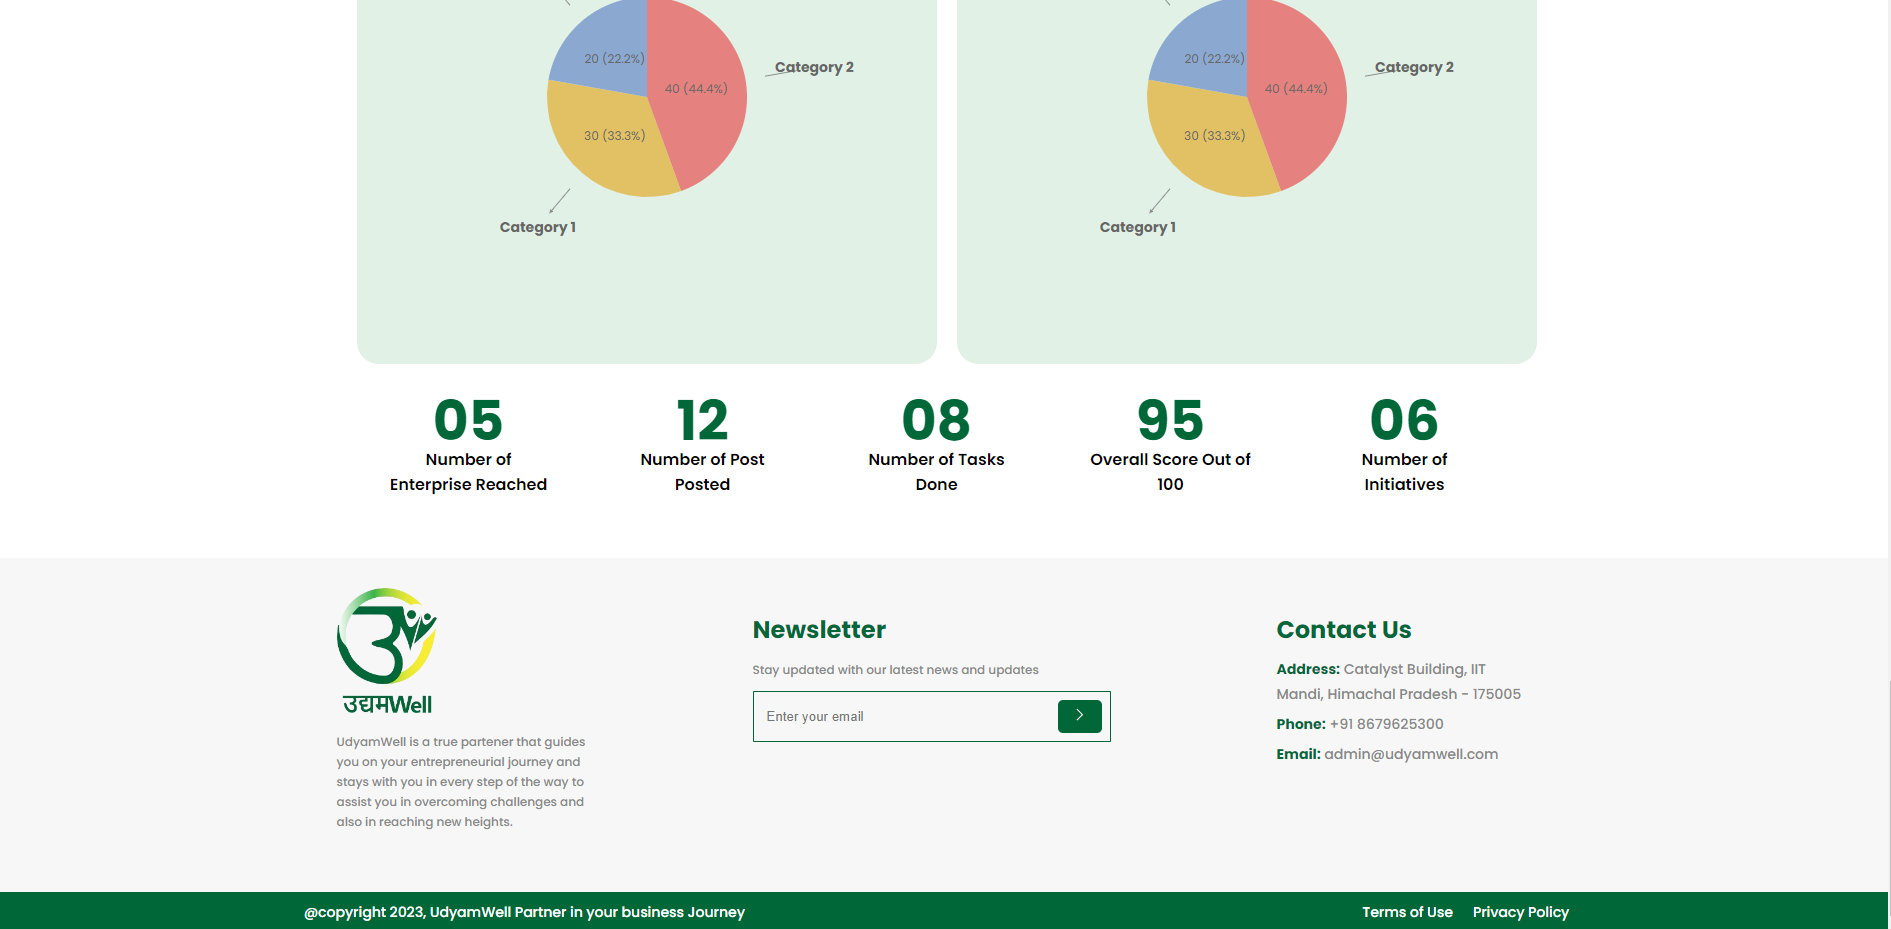 20 (22.2%)
40 (44.4%)
Category 2
30 (33.3%)
Category 1
20 (22.2%)
40 (44.4%)
Category 2
30 (33.3%)
Category 1
05
Number of
Enterprise Reached
12
Number of Post
Posted
08
Number of Tasks
Done
95
Overall Score Out of
100
06
Number of
Initiatives
उद्यमWell
UdyamWell is a true partener that guides
you on your entrepreneurial journey and
stays with you in every step of the way to
assist you in overcoming challenges and
also in reaching new heights.
Newsletter
Stay updated with our latest news and updates
Enter your email
Contact Us
Address: Catalyst Building, IIT
Mandi, Himachal Pradesh - 175005
Phone: +91 8679625300
Email: admin@udyamwell.com
@copyright 2023, UdyamWell Partner in your business Journey
Terms of Use
Privacy Policy